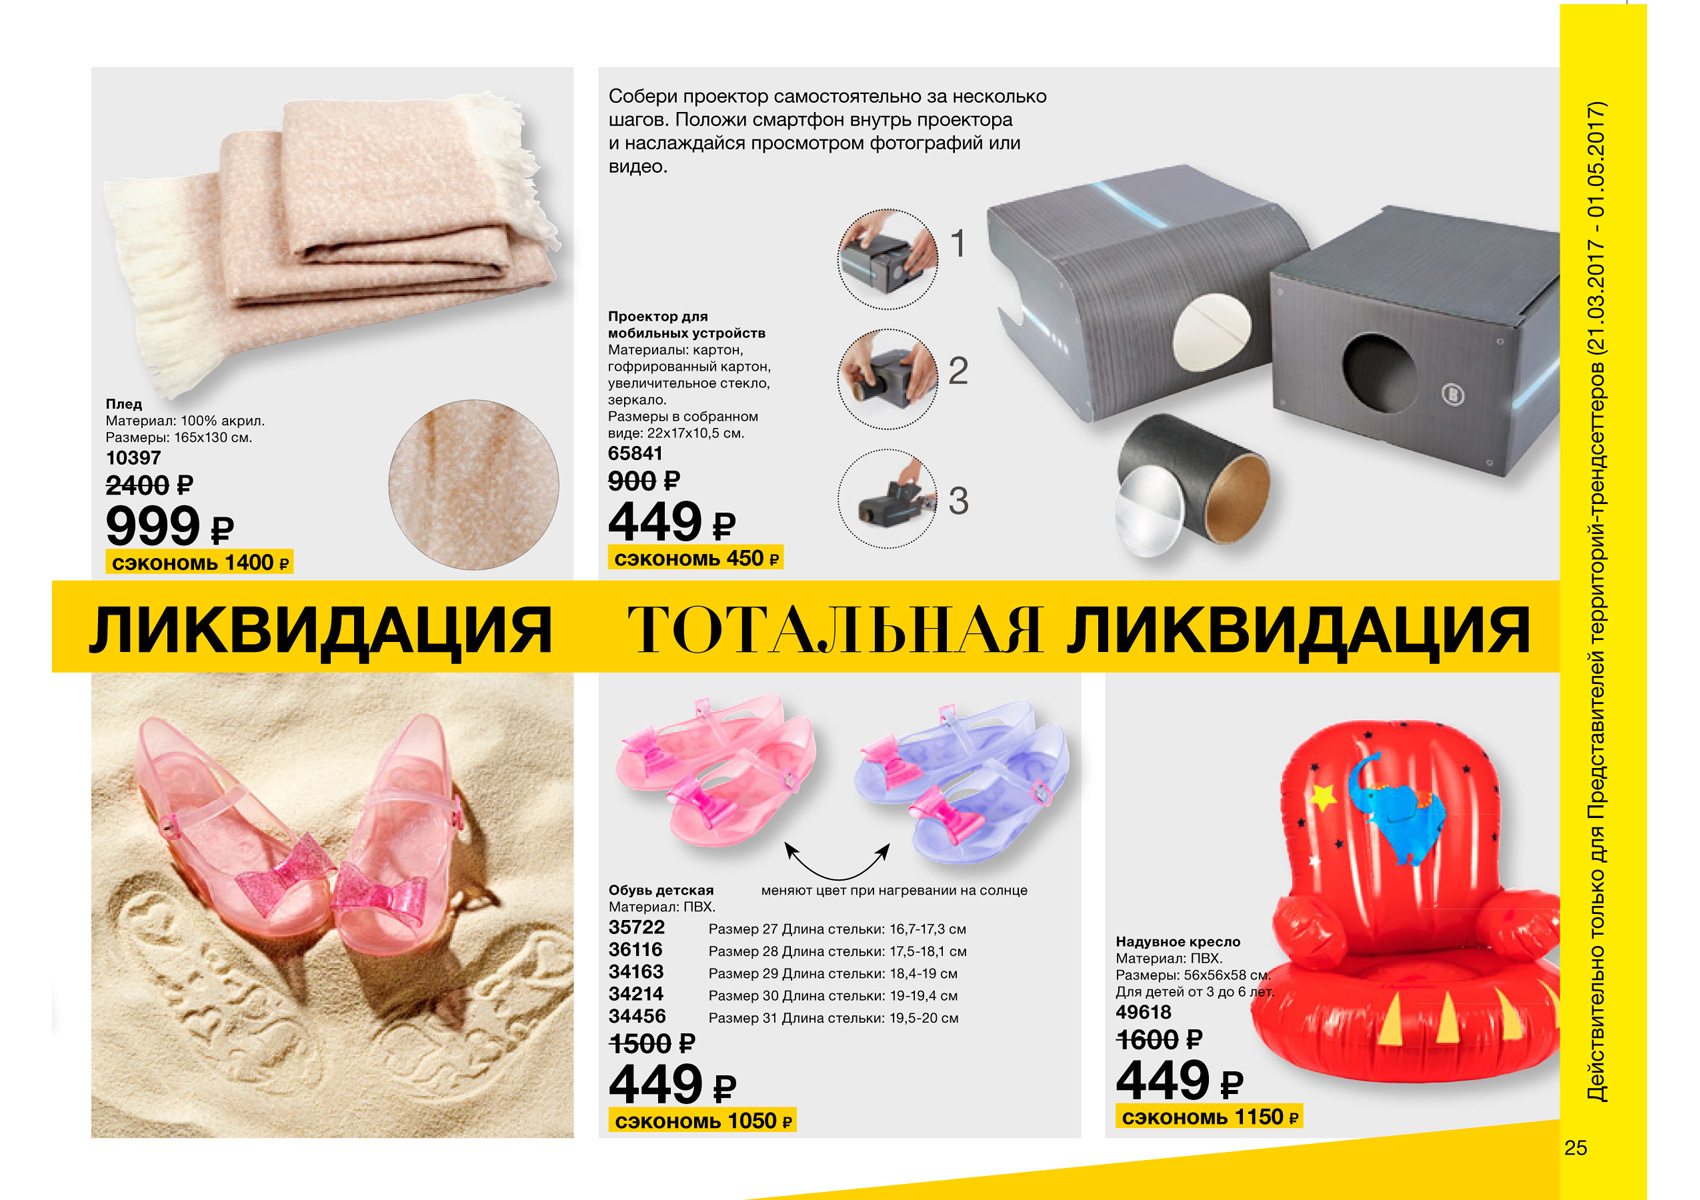 Плед
Материал: 100% акрил.
Размеры: 165х130 см.
10397
2400 ₽
999 ₽
сэкономь 1400 ₽
Собери проектор самостоятельно за несколько
шагов. Положи смартфон внутрь проектора
и наслаждайся просмотром фотографий или
видео.
1
2
3
Проектор для
мобильных устройств
Материалы: картон,
гофрированный картон,
увеличительное стекло,
зеркало.
Размеры в собранном
виде: 22х17х10,5 см.
65841
900 ₽
449 ₽
сэкономь 450 ₽
B
ЛИКВИДАЦИЯ ТОТАЛЬНАЯ ЛИКВИДАЦИЯ
меняют цвет при нагревании на солнце
Обувь детская
Материал: ПВХ.
35722 Размер 27 Длина стельки: 16,7-17,3 см
36116 Размер 28 Длина стельки: 17,5-18,1 см
34163 Размер 29 Длина стельки: 18,4-19 см
34214 Размер 30 Длина стельки: 19-19,4 см
34456 Размер 31 Длина стельки: 19,5-20 см
1500 ₽
449 ₽
сэкономь 1050 ₽
Надувное кресло
Материал: ПВХ.
Размеры: 56х56х58 см.
Для детей от 3 до 6 лет.
49618
1600 ₽
449 ₽
сэкономь 1150 ₽
Действительно только для Представителей территорий-трендсеттеров (21.03.2017 - 01.05.2017)
25